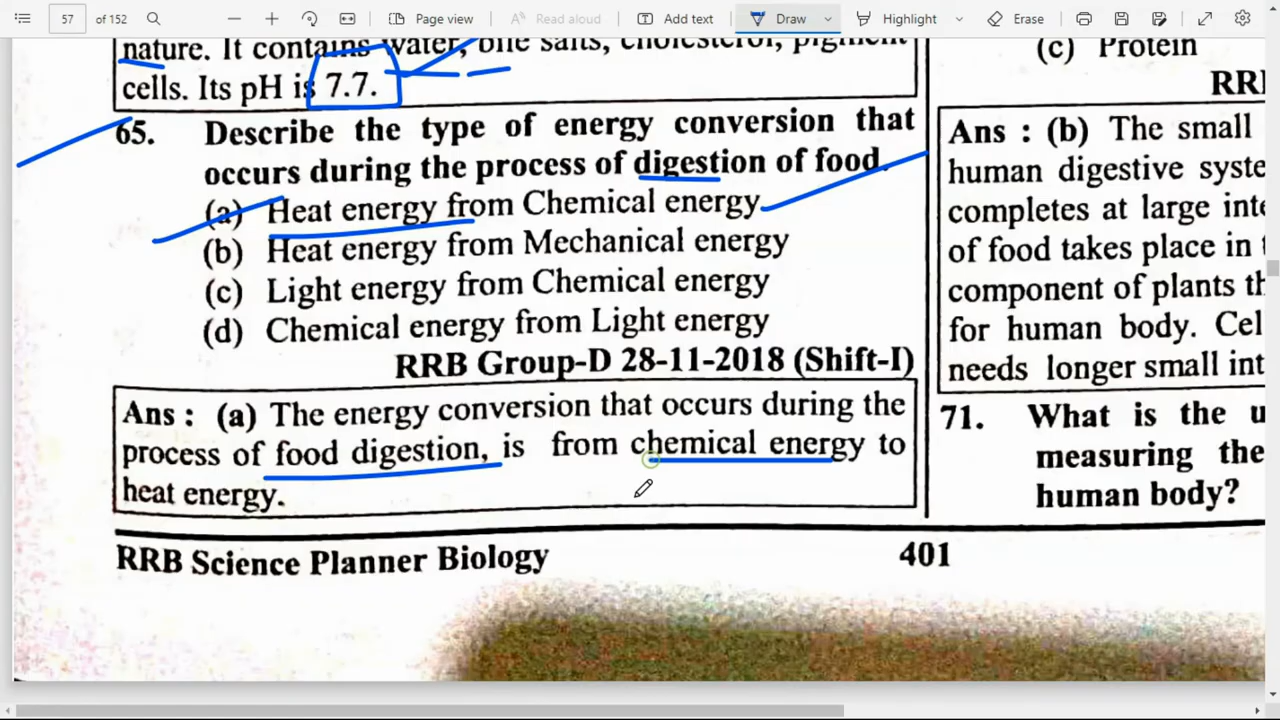 57 of 152
Page view
Read aloud
Add text
Draw
Highlight
Erase
nature. It contains water, bile salts, cholesterol, pigment
cells. Its pH is 7.7.
65. Describe the type of energy conversion that
occurs during the process of digestion of food.
(a) Heat energy from Chemical energy
(b) Heat energy from Mechanical energy
(c) Light energy from Chemical energy
(d) Chemical energy from Light energy
RRB Group-D 28-11-2018 (Shift-I)
Ans : (a) The energy conversion that occurs during the
process of food digestion, is from chemical energy to
heat energy.
RRB Science Planner Biology
401
(c) Protein
RRB
Ans : (b) The small
human digestive syste
completes at large inte
of food takes place in
component of plants th
for human body. Cel
needs longer small int
71. What is the u
measuring the
human body?